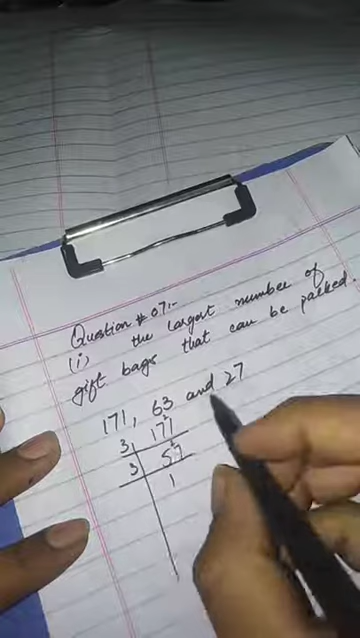 Question # 07:-
(i) the largest number of
gift bags that can be packed.
171, 63 and 27
3 171
3 57
1